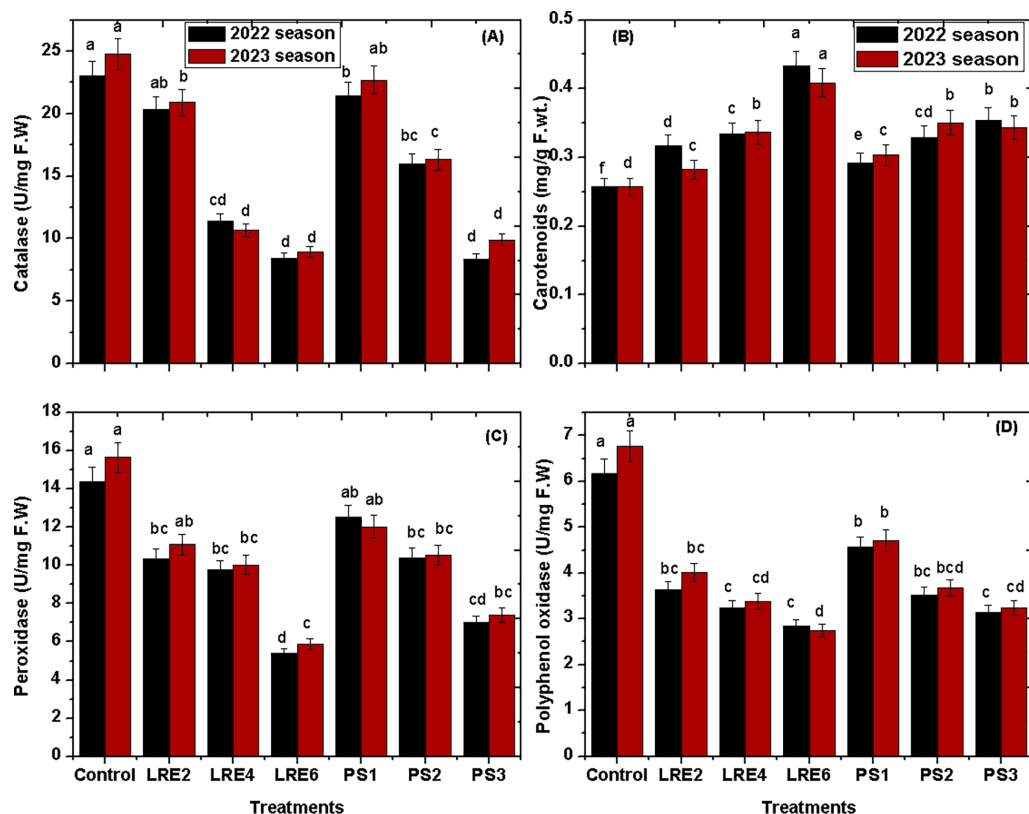 (A)
2022 season
2023 season
Catalase (U/mg F.W)
25
20
15
10
5
0
a a ab b cd d d d b ab bc c d d
(B)
2022 season
2023 season
Carotenoids (mg/g F.wt.)
0.5
0.4
0.3
0.2
0.1
0.0
f d d c c b a a e c cd b b b
(C)
Peroxidase (U/mg F.W)
18
16
14
12
10
8
6
4
2
0
a a bc ab bc bc d c ab ab bc bc cd bc
Control LRE2 LRE4 LRE6 PS1 PS2 PS3
Treatments
(D)
Polyphenol oxidase (U/mg F.W)
7
6
5
4
3
2
1
0
a a bc bc c cd c d b b bc bcd c cd
Control LRE2 LRE4 LRE6 PS1 PS2 PS3
Treatments